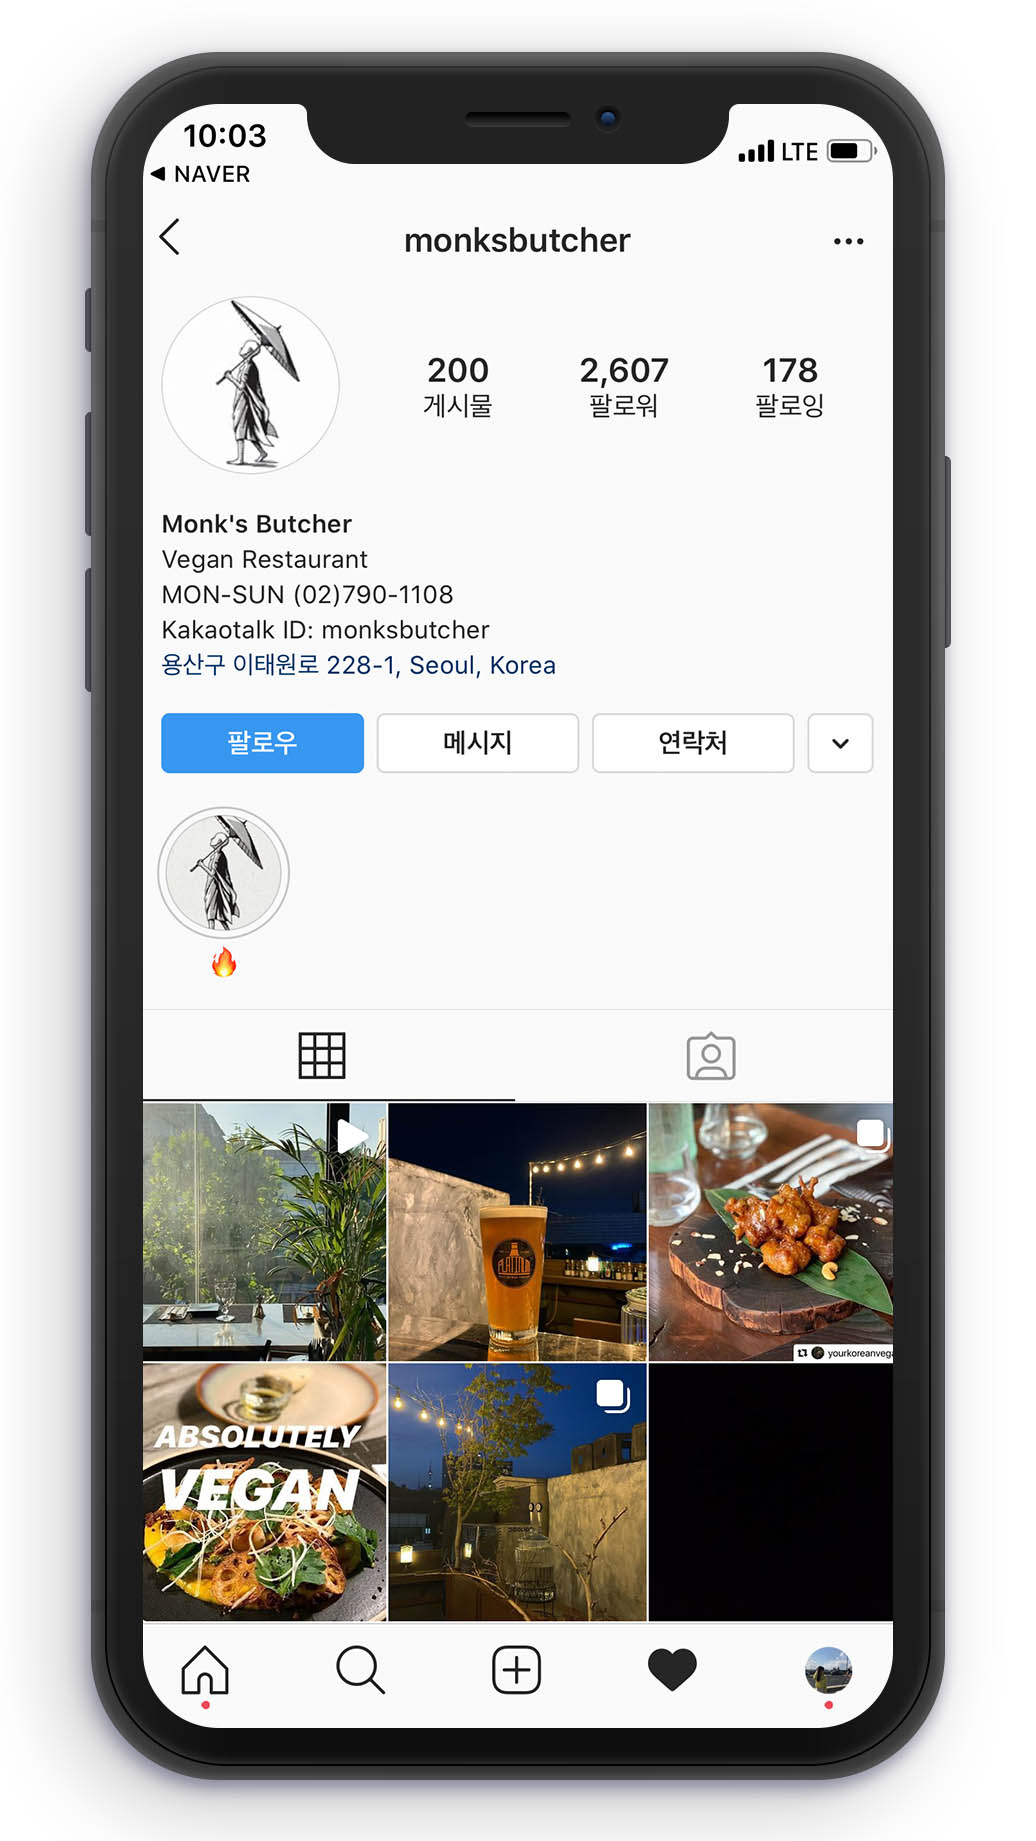 10:03
LTE
NAVER
monksbutcher
200
2,607
178
게시물
팔로워
팔로잉
Monk's Butcher
Vegan Restaurant
MON-SUN (02)790-1108
Kakaotalk ID: monksbutcher
용산구 이태원로 228-1, Seoul, Korea
팔로우
메시지
연락처
yourkoreanvega
ABSOLUTELY
VEGAN